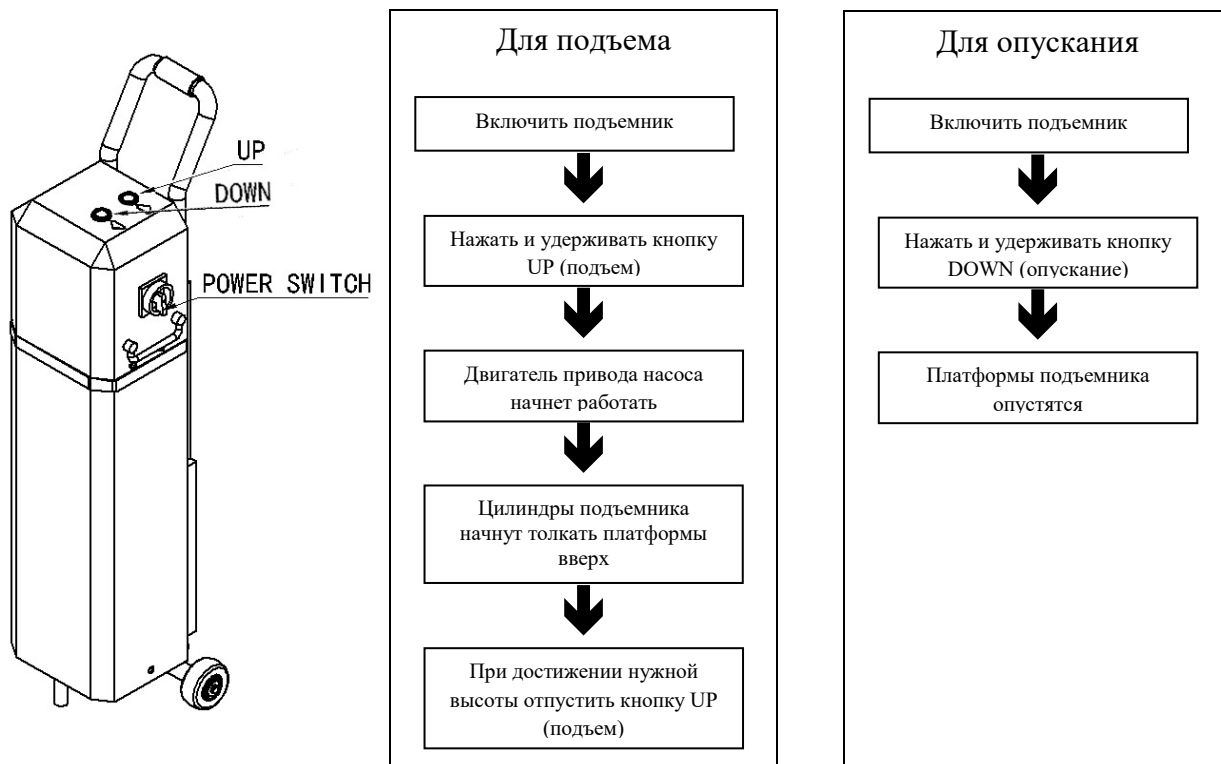 UP
DOWN
POWER SWITCH
Для подъема
Включить подъемник
Нажать и удерживать кнопку
UP (подъем)
Двигатель привода насоса
начнет работать
Цилиндры подъемника
начнут толкать платформы
вверх
При достижении нужной
высоты отпустить кнопку UP
(подъем)
Для опускания
Включить подъемник
Нажать и удерживать кнопку
DOWN (опускание)
Платформы подъемника
опустятся